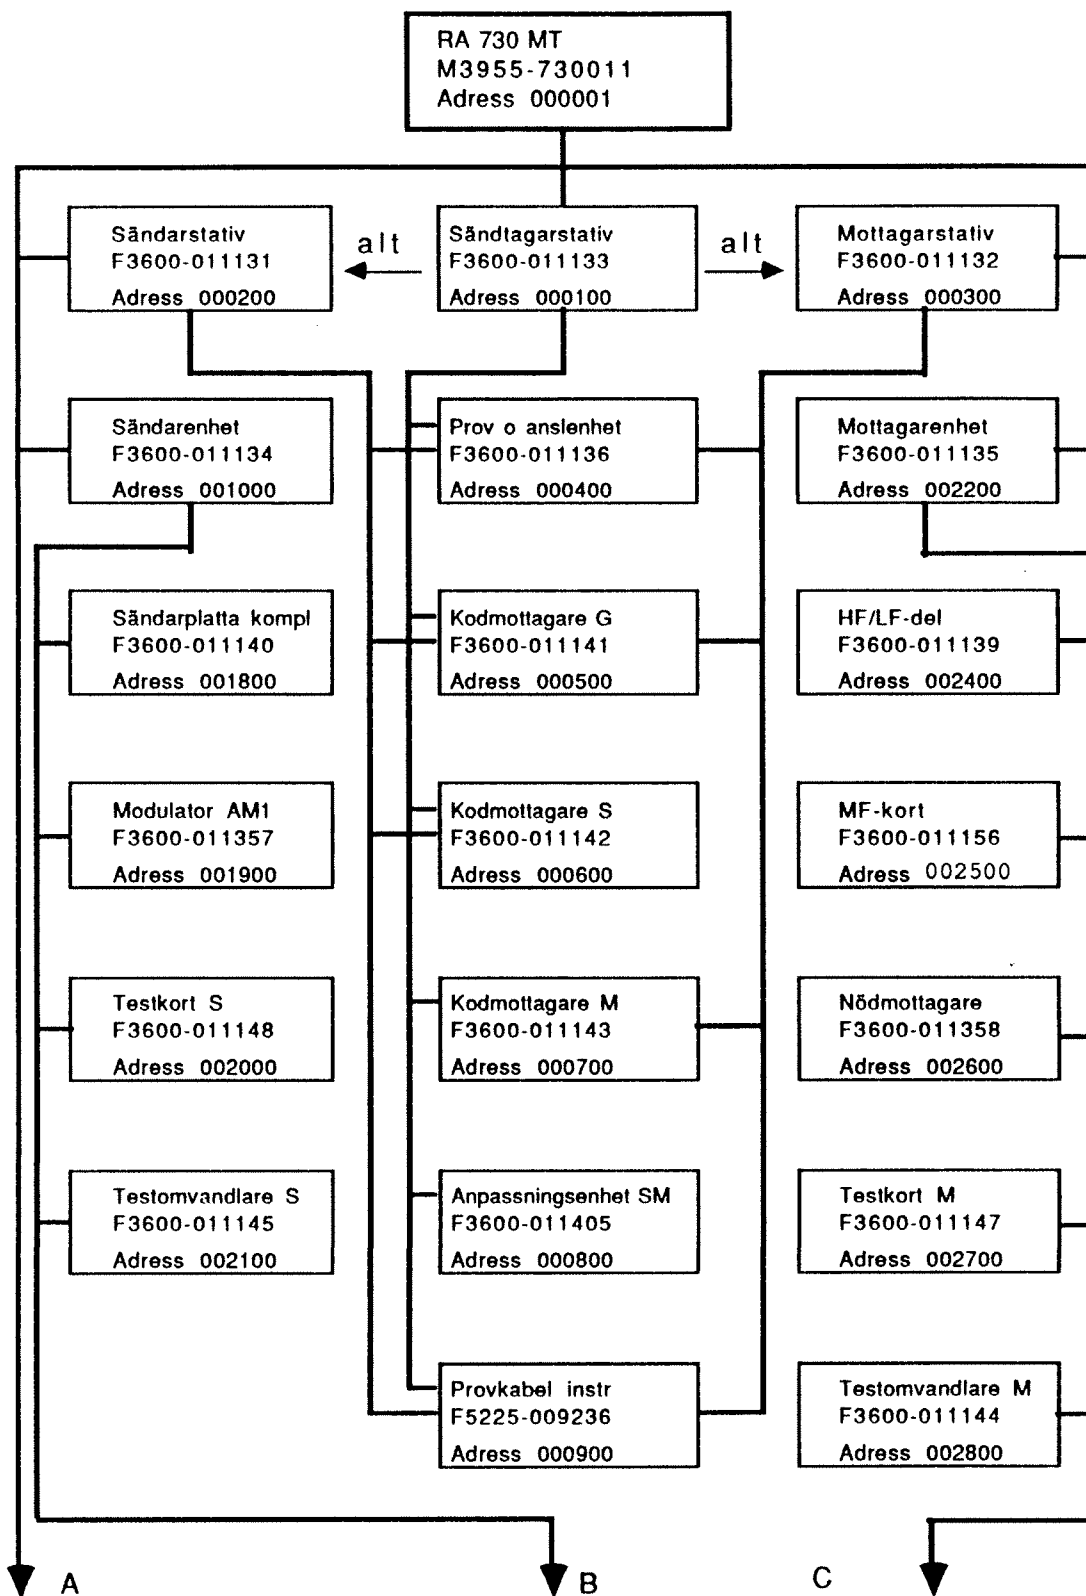 RA 730 MT
M3955-730011
Adress 000001
Sändarstativ
F3600-011131
Adress 000200
alt
Sändtagarstativ
F3600-011133
Adress 000100
alt
Mottagarstativ
F3600-011132
Adress 000300
Sändarenhet
F3600-011134
Adress 001000
Prov o anslenhet
F3600-011136
Adress 000400
Mottagarenhet
F3600-011135
Adress 002200
Sändarplatta kompl
F3600-011140
Adress 001800
Kodmottagare G
F3600-011141
Adress 000500
HF/LF-del
F3600-011139
Adress 002400
Modulator AM1
F3600-011357
Adress 001900
Kodmottagare S
F3600-011142
Adress 000600
MF-kort
F3600-011156
Adress 002500
Testkort S
F3600-011148
Adress 002000
Kodmottagare M
F3600-011143
Adress 000700
Nödmottagare
F3600-011358
Adress 002600
Testomvandlare S
F3600-011145
Adress 002100
Anpassningsenhet SM
F3600-011405
Adress 000800
Testkort M
F3600-011147
Adress 002700
Provkabel instr
F5225-009236
Adress 000900
Testomvandlare M
F3600-011144
Adress 002800
A
B
C